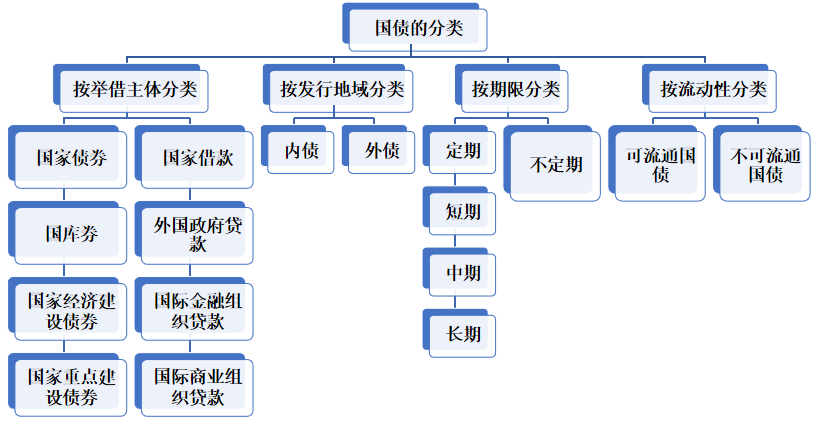 国债的分类
按举借主体分类
按发行地域分类
按期限分类
按流动性分类
国家债券
国家借款
内债
外债
定期
不定期
可流通国
债
不可流通
国债
国库券
外国政府贷
款
短期
国家经济建
设债券
国际金融组
织贷款
中期
国家重点建
设债券
国际商业组
织贷款
长期